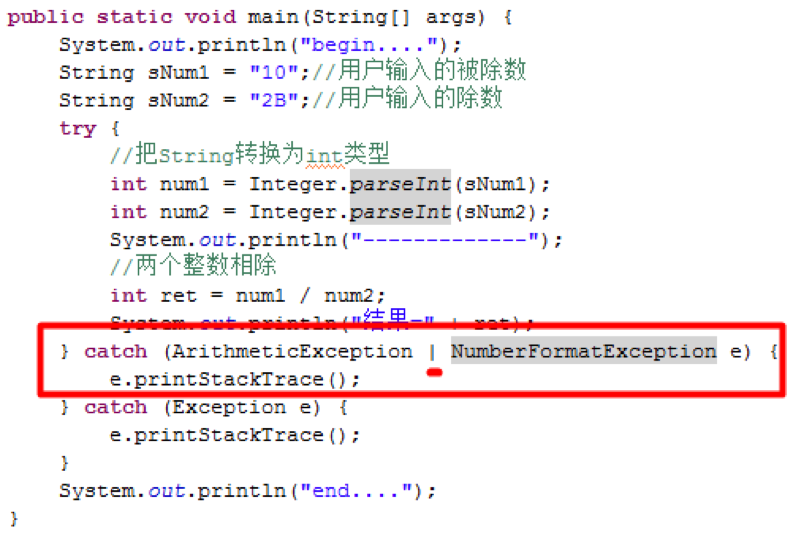 public static void main(String[] args) {
System.out.println("begin....");
String sNum1 = "10";//用户输入的被除数
String sNum2 = "2B";//用户输入的除数
try {
//把String转换为int类型
int num1 = Integer.parseInt(sNum1);
int num2 = Integer.parseInt(sNum2);
System.out.println("-------------");
//两个整数相除
int ret = num1 / num2;
System.out.println("结果=" + ret);
} catch (ArithmeticException | NumberFormatException e) {
e.printStackTrace();
} catch (Exception e) {
e.printStackTrace();
}
System.out.println("end....");
}